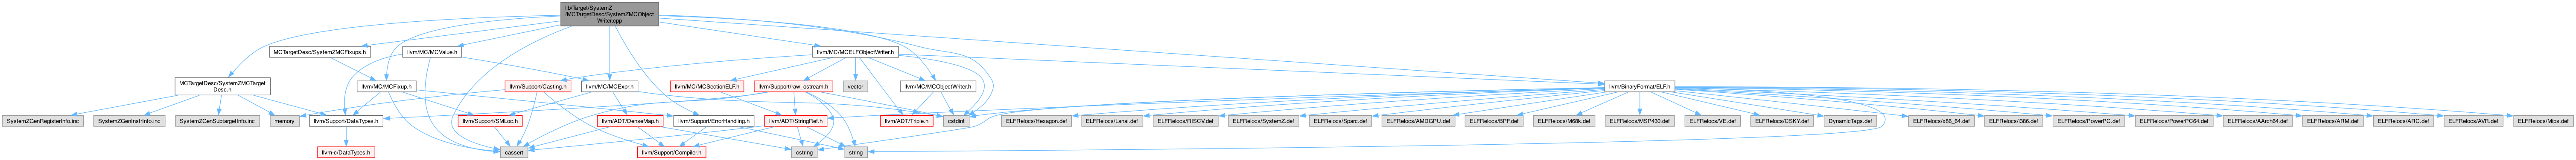 lib/Target/SystemZ
/MCTargetDesc/SystemZMCObject
Writer.cpp
MCTargetDesc/SystemZMCFixups.h
llvm/MC/MCValue.h
llvm/MC/MCELFObjectWriter.h
MCTargetDesc/SystemZMCTarget
Desc.h
llvm/MC/MCFixup.h
llvm/Support/Casting.h
llvm/MC/MCExpr.h
llvm/MC/MCSectionELF.h
llvm/Support/raw_ostream.h
vector
llvm/MC/MCObjectWriter.h
llvm/BinaryFormat/ELF.h
SystemZGenRegisterInfo.inc
SystemZGenInstrInfo.inc
SystemZGenSubtargetInfo.inc
memory
llvm/Support/DataTypes.h
llvm/Support/SMLoc.h
llvm/ADT/DenseMap.h
llvm/Support/ErrorHandling.h
llvm/ADT/StringRef.h
llvm/ADT/Triple.h
cstdint
ELFRelocs/Hexagon.def
ELFRelocs/Lanai.def
ELFRelocs/RISCV.def
ELFRelocs/SystemZ.def
ELFRelocs/Sparc.def
ELFRelocs/AMDGPU.def
ELFRelocs/BPF.def
ELFRelocs/M68k.def
ELFRelocs/MSP430.def
ELFRelocs/VE.def
ELFRelocs/CSKY.def
DynamicTags.def
ELFRelocs/x86_64.def
ELFRelocs/i386.def
ELFRelocs/PowerPC.def
ELFRelocs/PowerPC64.def
ELFRelocs/AArch64.def
ELFRelocs/ARM.def
ELFRelocs/ARC.def
ELFRelocs/AVR.def
ELFRelocs/Mips.def
llvm-c/DataTypes.h
cassert
llvm/Support/Compiler.h
cstring
string